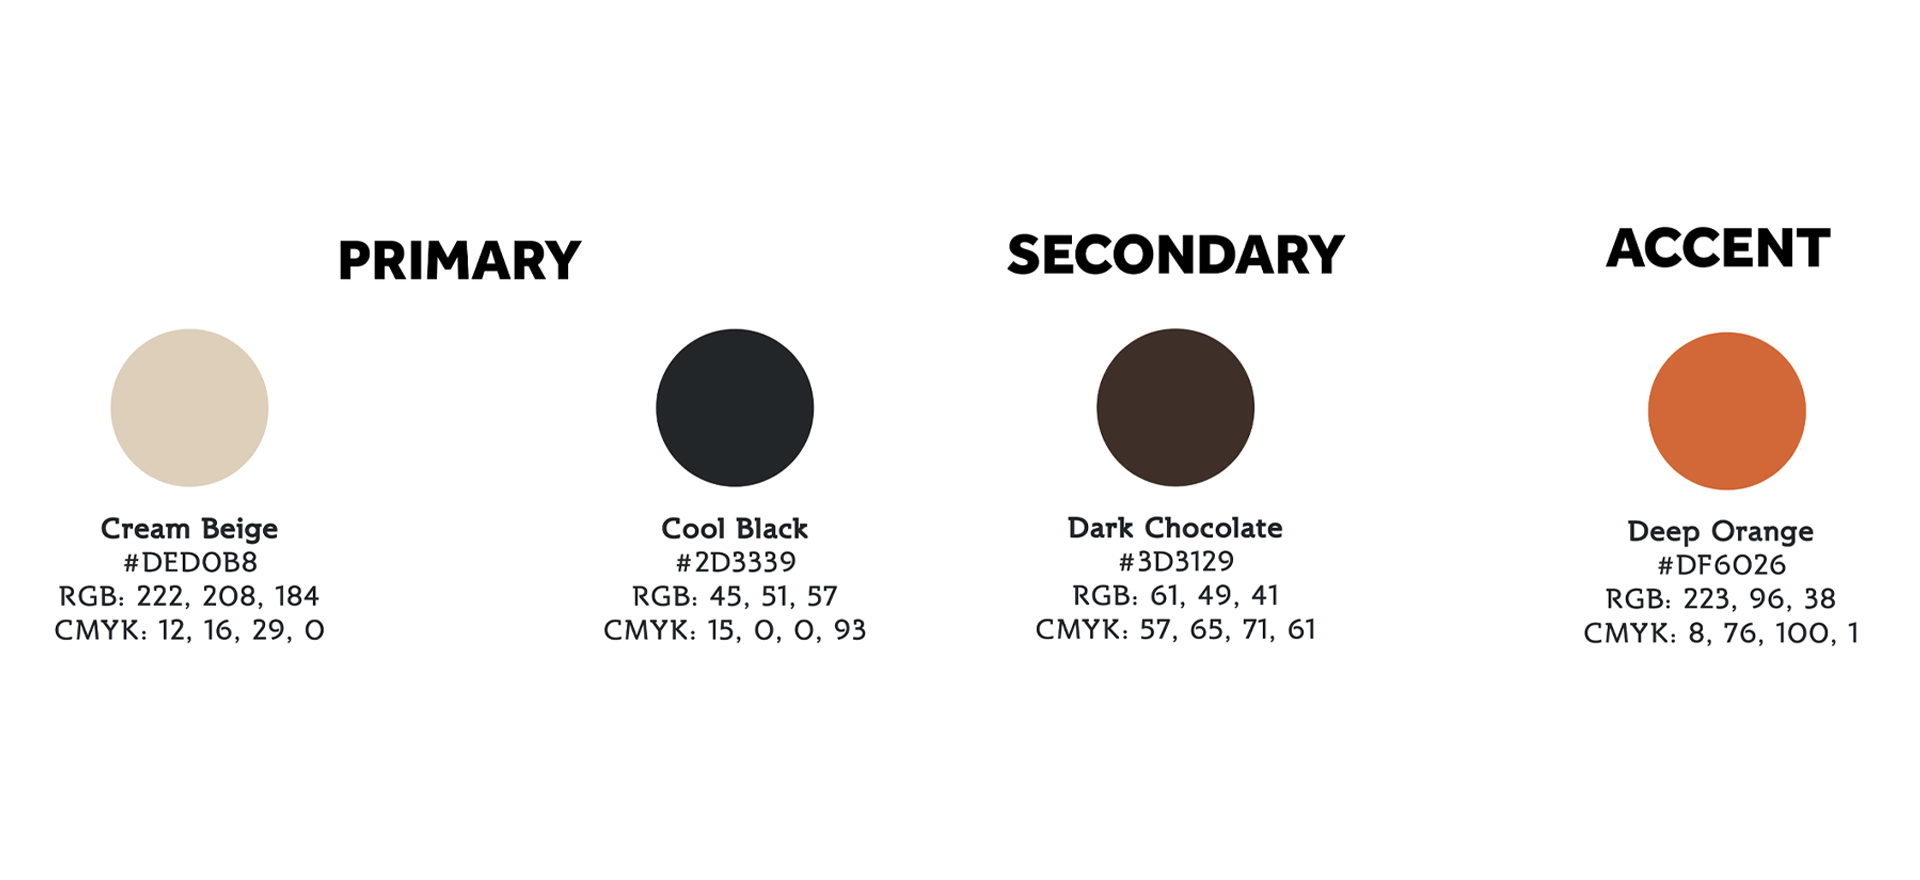 PRIMARY
Cream Beige
#DED0B8
RGB: 222, 208, 184
CMYK: 12, 16, 29, 0
Cool Black
#2D3339
RGB: 45, 51, 57
CMYK: 15, 0, 0, 93
SECONDARY
Dark Chocolate
#3D3129
RGB: 61, 49, 41
CMYK: 57, 65, 71, 61
ACCENT
Deep Orange
#DF6026
RGB: 223, 96, 38
CMYK: 8, 76, 100, 1